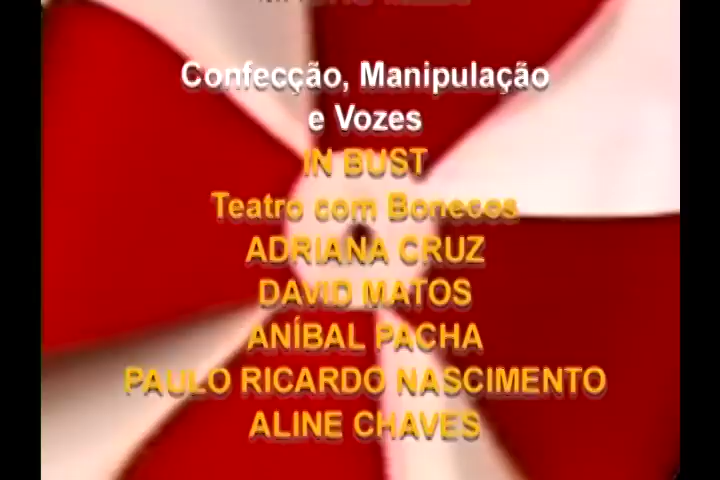 Confecção, Manipulação
e Vozes
IN BUST
Teatro com Bonecos
ADRIANA CRUZ
DAVID MATOS
ANÍBAL PACHA
PAULO RICARDO NASCIMENTO
ALINE CHAVES